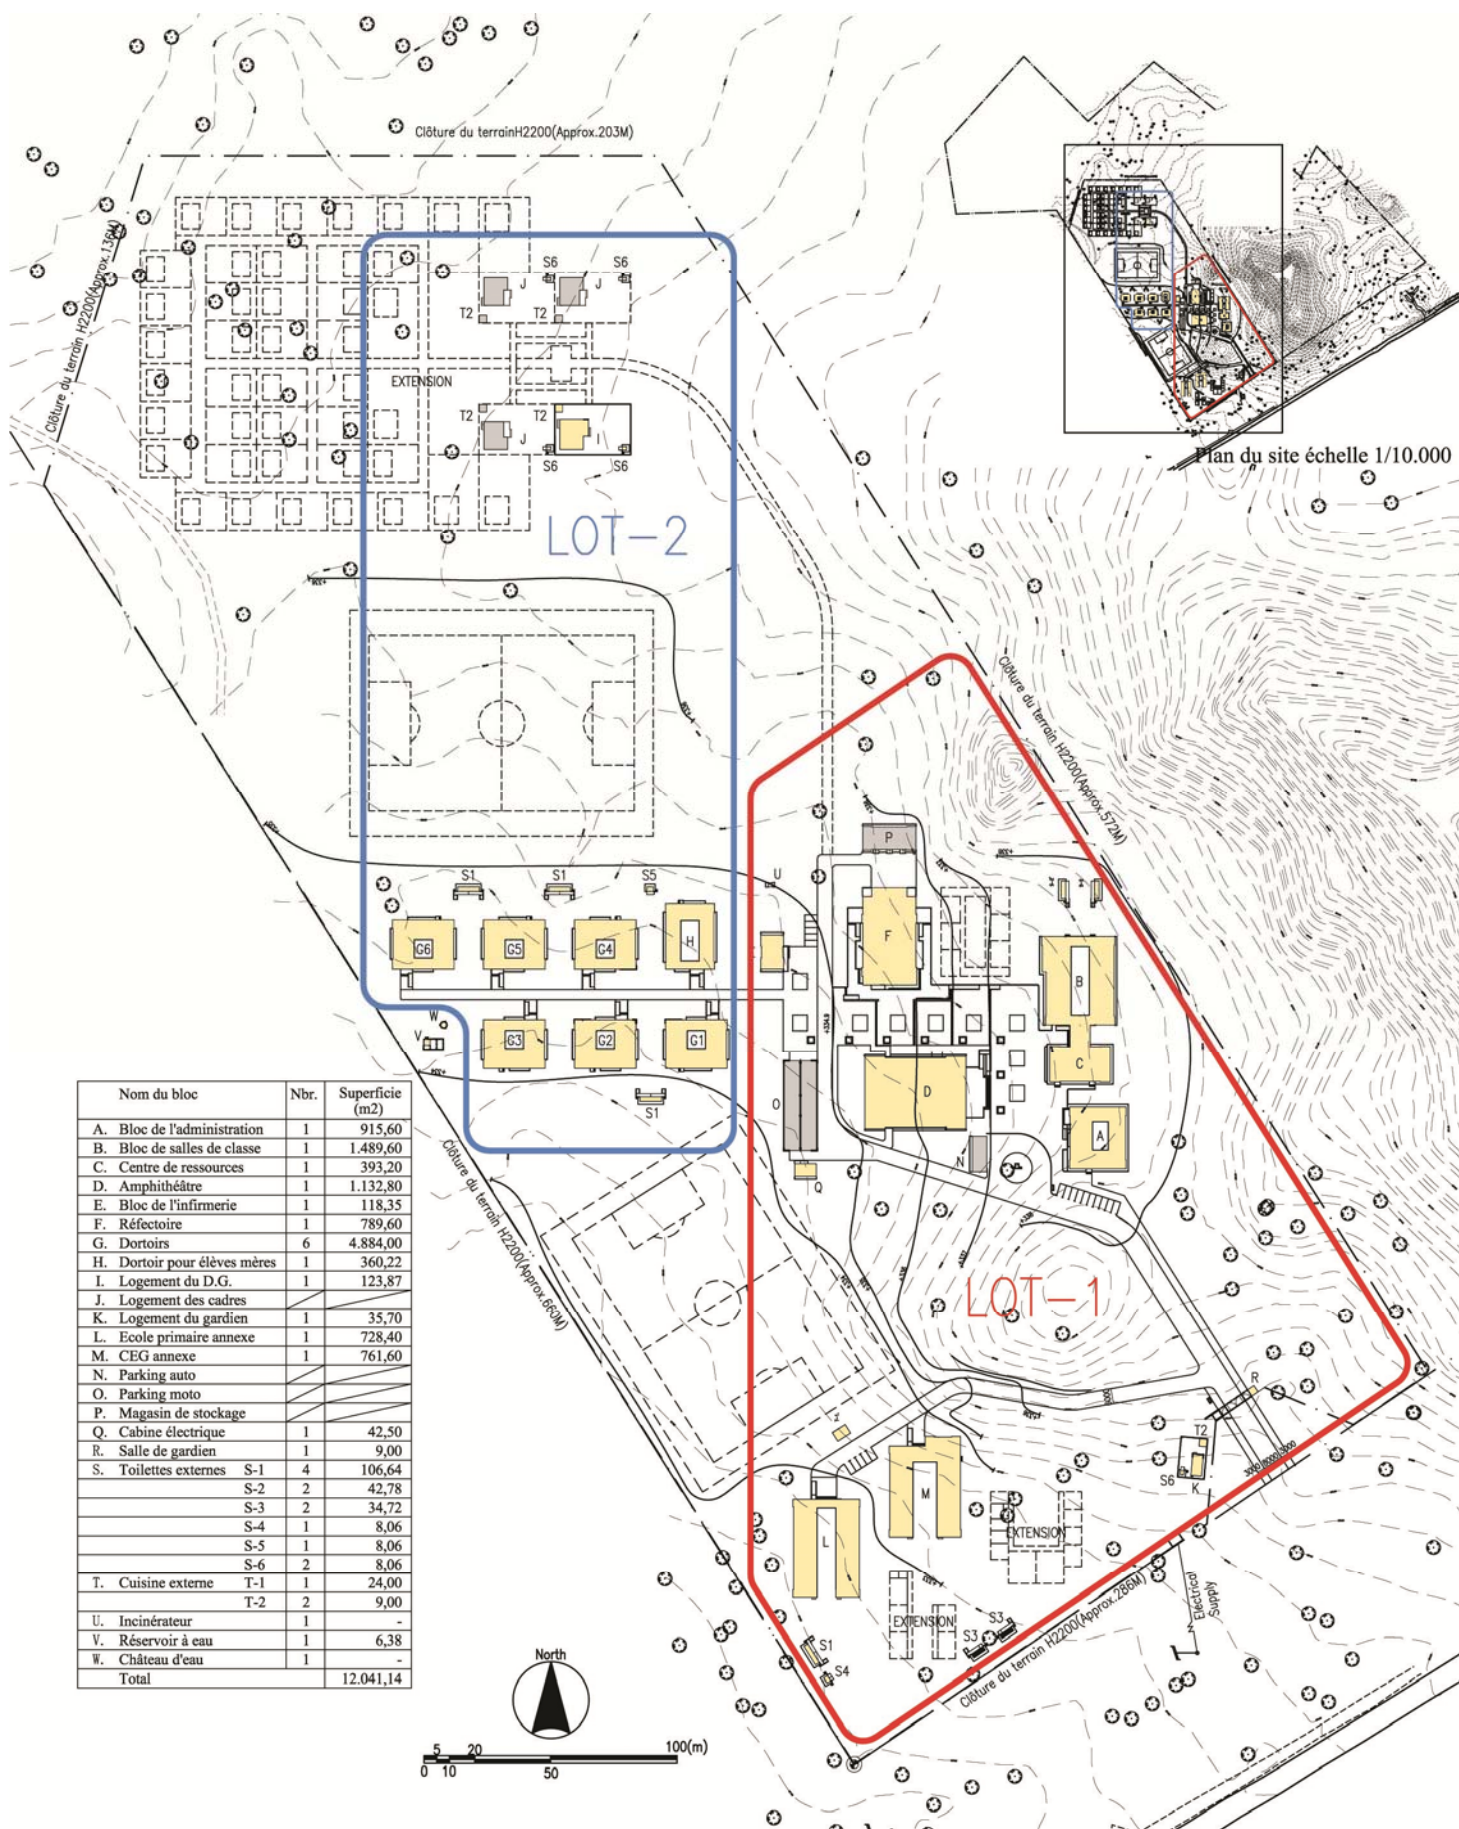 Clôture du terrainH2200(Approx.203M)
Clôture du terrain H2200(Approx.136M)
Plan du site échelle 1/10.000
S6 S6
J J
T2 T2
EXTENSION
T2 T2
J I
S6 S6
LOT-2
Clôture du terrain H2200(Approx.572M)
P
U
S1 S1 S5
G6 G5 G4 H
F
B
W
V
G3 G2 G1
+334.9
C
D
O
S1
A
N
Q
Clôture du terrain H2200(Approx.660M)
LOT-1
R
T2
S6
K
3000 6000 3000
M
L
EXTENSION
EXTENSION
S3
S3
S1
S4
Electrical
Supply
Clôture du terrain H2200(Approx.286M)
Nom du bloc Nbr. Superficie
(m2)
A. Bloc de l'administration 1 915,60
B. Bloc de salles de classe 1 1.489,60
C. Centre de ressources 1 393,20
D. Amphithéâtre 1 1.132,80
E. Bloc de l'infirmerie 1 118,35
F. Réfectoire 1 789,60
G. Dortoirs 6 4.884,00
H. Dortoir pour élèves mères 1 360,22
I. Logement du D.G. 1 123,87
J. Logement des cadres
K. Logement du gardien 1 35,70
L. Ecole primaire annexe 1 728,40
M. CEG annexe 1 761,60
N. Parking auto
O. Parking moto
P. Magasin de stockage
Q. Cabine électrique 1 42,50
R. Salle de gardien 1 9,00
S. Toilettes externes S-1 4 106,64
S-2 2 42,78
S-3 2 34,72
S-4 1 8,06
S-5 1 8,06
S-6 2 8,06
T. Cuisine externe T-1 1 24,00
T-2 2 9,00
U. Incinérateur 1 -
V. Réservoir à eau 1 6,38
W. Château d'eau 1 -
Total 12.041,14
North
5 20 100(m)
0 10 50